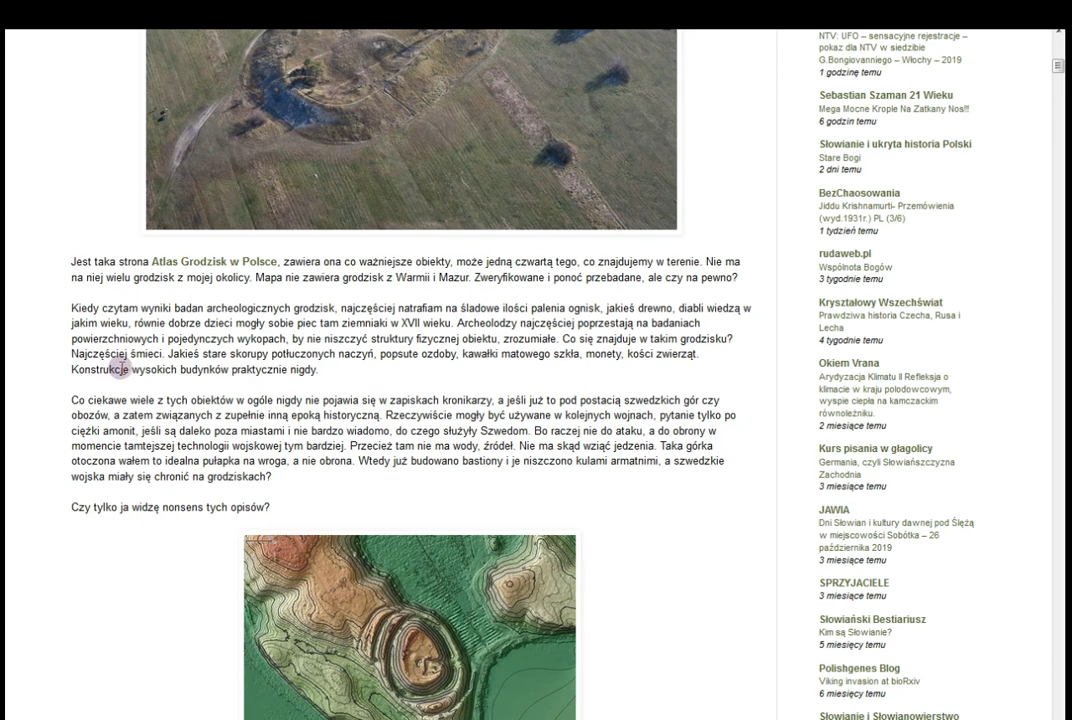 Jest taka strona Atlas Grodzisk w Polsce, zawiera ona co ważniejsze obiekty, może jedną czwartą tego, co znajdujemy w terenie. Nie ma
na niej wielu grodzisk z mojej okolicy. Mapa nie zawiera grodzisk z Warmii i Mazur. Zweryfikowane i ponoć przebadane, ale czy na pewno?
Kiedy czytam wyniki badan archeologicznych grodzisk, najczęściej natrafiam na śladowe ilości palenia ognisk, jakieś drewno, diabli wiedzą w
jakim wieku, równie dobrze dzieci mogły sobie piec tam ziemniaki w XVII wieku. Archeolodzy najczęściej poprzestają na badaniach
powierzchniowych i pojedynczych wykopach, by nie niszczyć struktury fizycznej obiektu, zrozumiałe. Co się znajduje w takim grodzisku?
Najczęściej śmieci. Jakieś stare skorupy potłuczonych naczyń, popsute ozdoby, kawałki matowego szkła, monety, kości zwierząt.
Konstrukcje wysokich budynków praktycznie nigdy.
Co ciekawe wiele z tych obiektów w ogóle nigdy nie pojawia się w zapiskach kronikarzy, a jeśli już to pod postacią szwedzkich gór czy
obozów, a zatem związanych z zupełnie inną epoką historyczną. Rzeczywiście mogły być używane w kolejnych wojnach, pytanie tylko po
ciężki amonit, jeśli są daleko poza miastami i nie bardzo wiadomo, do czego służyły Szwedom. Bo raczej nie do ataku, a do obrony w
momencie tamtejszej technologii wojskowej tym bardziej. Przecież tam nie ma wody, źródeł. Nie ma skąd wziąć jedzenia. Taka górka
otoczona wałem to idealna pułapka na wroga, a nie obrona. Wtedy już budowano bastiony i je niszczono kulami armatnimi, a szwedzkie
wojska miały się chronić na grodziskach?
Czy tylko ja widzę nonsens tych opisów?
NTV: UFO – sensacyjne rejestracje –
pokaz dla NTV w siedzibie
G.Bongiovanniego – Włochy – 2019
1 godzinę temu
Sebastian Szaman 21 Wieku
Mega Mocne Krople Na Zatkany Nos!!!
6 godzin temu
Słowianie i ukryta historia Polski
Stare Bogi
2 dni temu
BezChaosowania
Jiddu Krishnamurti- Przemówienia
(wyd.1931r.) PL (3/6)
1 tydzień temu
rudaweb.pl
Wspólnota Bogów
3 tygodnie temu
Kryształowy Wszechświat
Prawdziwa historia Czecha, Rusa i
Lecha
4 tygodnie temu
Okiem Vrana
Arydyzacja Klimatu II Refleksja o
klimacie w kraju polodowcowym,
wyspie ciepła na kamczackim
równoleżniku.
2 miesiące temu
Kurs pisania w głagolicy
Germania, czyli Słowiańszczyzna
Zachodnia
3 miesiące temu
JAWIA
Dni Słowian i kultury dawnej pod Ślężą
w miejscowości Sobótka – 26
października 2019
3 miesiące temu
SPRZYJACIELE
3 miesiące temu
Słowiański Bestiariusz
Kim są Słowianie?
5 miesięcy temu
Polishgenes Blog
Viking invasion at bioRxiv
6 miesięcy temu
Słowianie i Słowianowierstwo